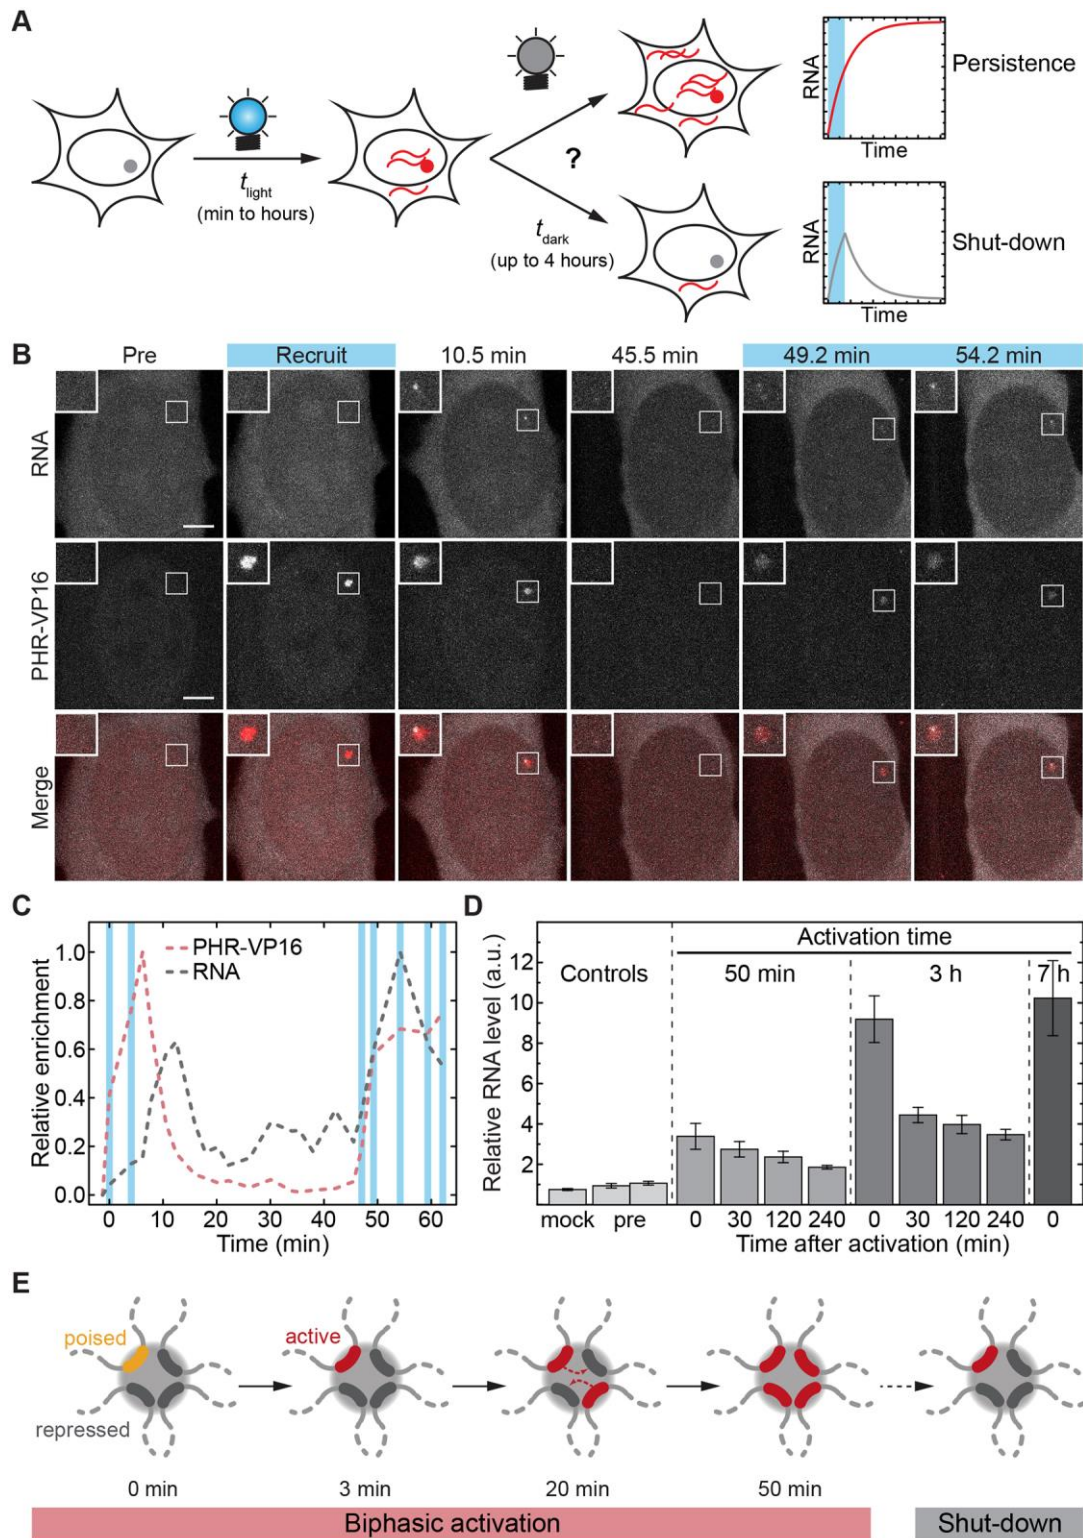 A
t light
(min to hours)
?
t dark
(up to 4 hours)
RNA
Time
Persistence
RNA
Time
Shut-down
B
Pre Recruit 10.5 min 45.5 min 49.2 min 54.2 min
RNA
PHR-VP16
Merge
C
Relative enrichment
1.0
0.8
0.6
0.4
0.2
0.0
PHR-VP16
RNA
0 10 20 30 40 50 60
Time (min)
D
Relative RNA level (a.u.)
12
10
8
6
4
2
Activation time
Controls 50 min 3 h 7 h
mock pre 0 30 120 240 0 30 120 240 0
Time after activation (min)
E
poised
active
repressed
0 min 3 min 20 min 50 min
Biphasic activation Shut-down